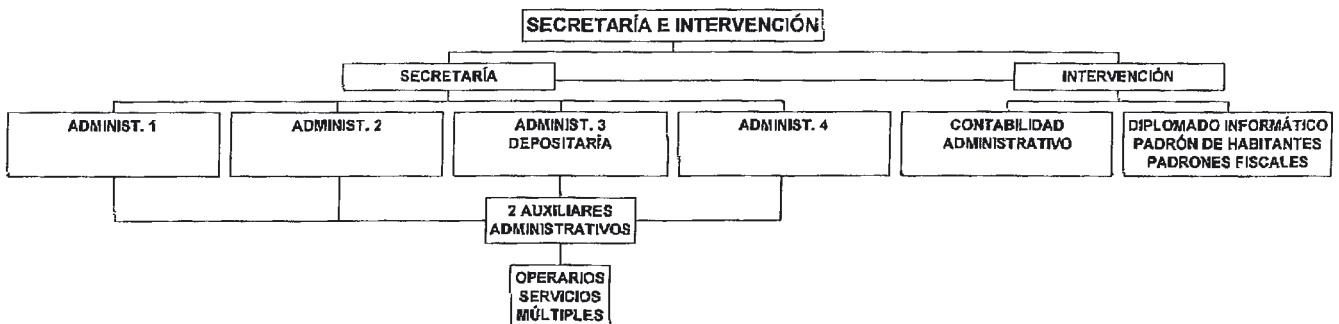 SECRETARÍA E INTERVENCIÓN
SECRETARÍA
INTERVENCIÓN
ADMINIST. 1
ADMINIST. 2
ADMINIST. 3
DEPOSITARÍA
ADMINIST. 4
CONTABILIDAD
ADMINISTRATIVO
DIPLOMADO INFORMÁTICO
PADRÓN DE HABITANTES
PADRONES FISCALES
2 AUXILIARES
ADMINISTRATIVOS
OPERARIOS
SERVICIOS
MÚLTIPLES